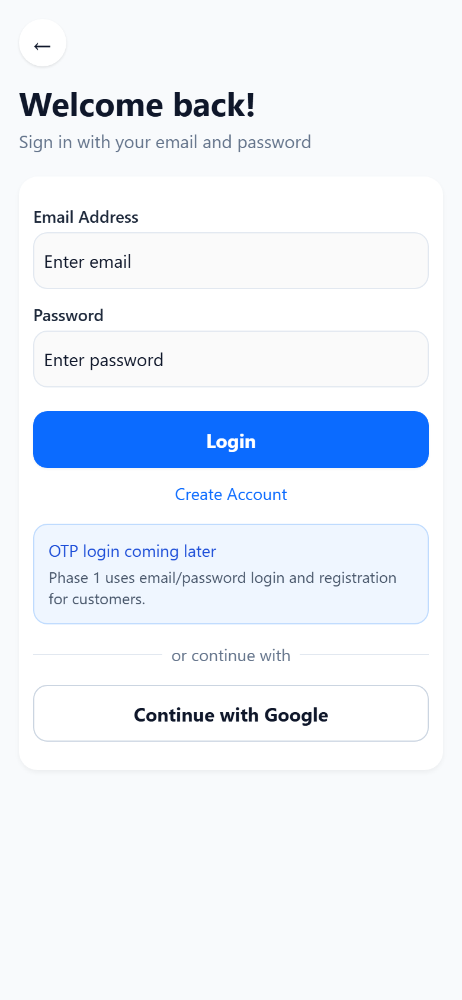 ←
Welcome back!
Sign in with your email and password
Email Address
Enter email
Password
Enter password
Login
Create Account
OTP login coming later
Phase 1 uses email/password login and registration
for customers.
or continue with
Continue with Google